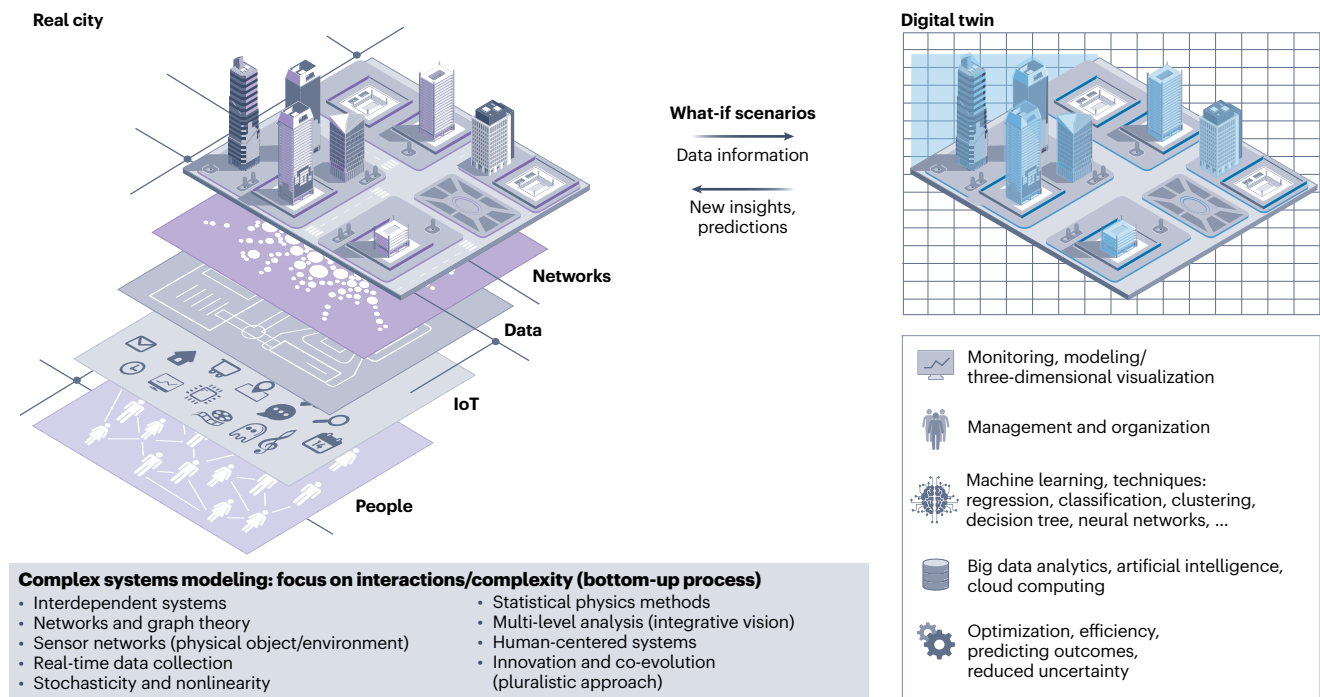 Real city
Digital twin
What-if scenarios
Data information
New insights,
predictions
Networks
Data
IoT
14
People
Complex systems modeling: focus on interactions/complexity (bottom-up process)
• Interdependent systems
• Networks and graph theory
• Sensor networks (physical object/environment)
• Real-time data collection
• Stochasticity and nonlinearity
• Statistical physics methods
• Multi-level analysis (integrative vision)
• Human-centered systems
• Innovation and co-evolution
(pluralistic approach)
Monitoring, modeling/
three-dimensional visualization
Management and organization
Machine learning, techniques:
regression, classification, clustering,
decision tree, neural networks, ...
Big data analytics, artificial intelligence,
cloud computing
Optimization, efficiency,
predicting outcomes,
reduced uncertainty